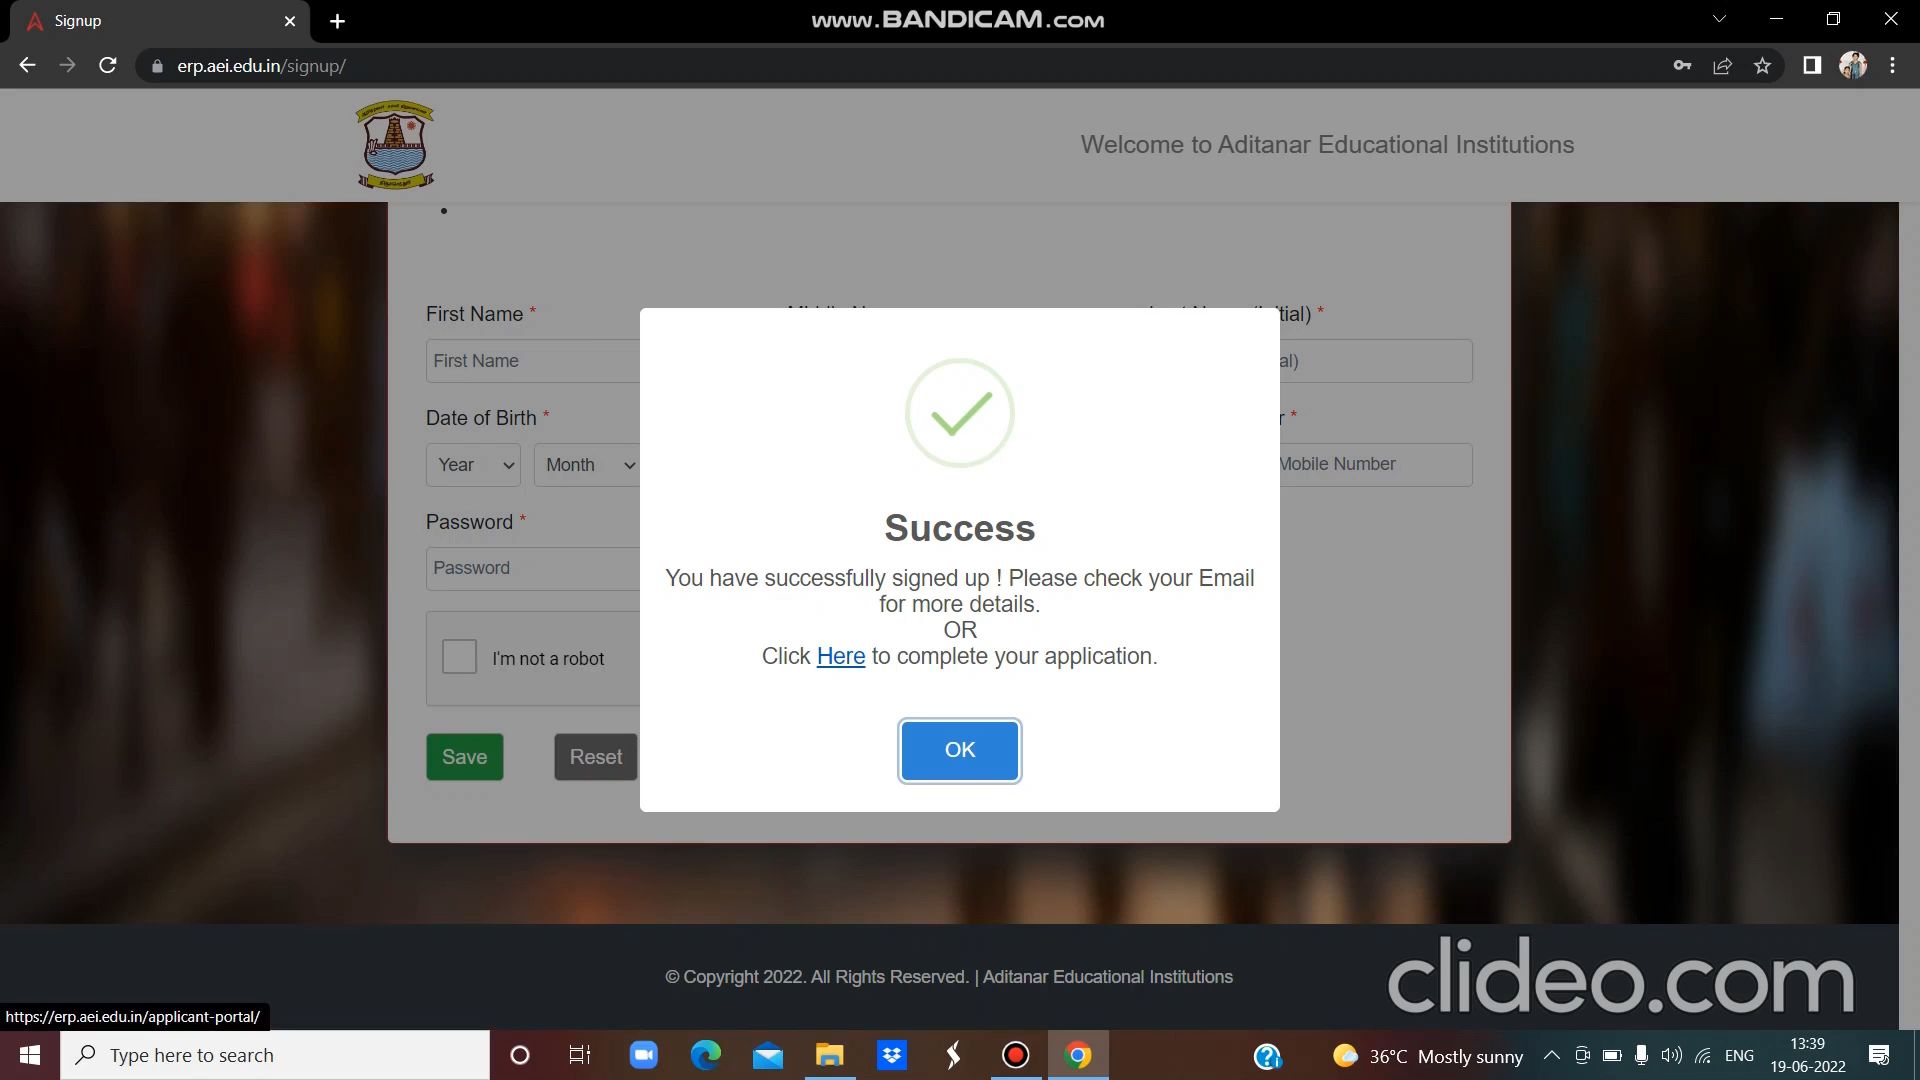 Signup
www.BANDICAM.com
erp.aei.edu.in/signup/
Welcome to Aditanar Educational Institutions
First Name *
tial) *
First Name
al)
Date of Birth *
r *
Year
Month
Mobile Number
Password *
Password
I'm not a robot
Save
Reset
Success
You have successfully signed up ! Please check your Email
for more details.
OR
Click Here to complete your application.
OK
© Copyright 2022. All Rights Reserved. | Aditanar Educational Institutions
clideo.com
https://erp.aei.edu.in/applicant-portal/
Type here to search
36°C Mostly sunny
ENG
13:39
19-06-2022